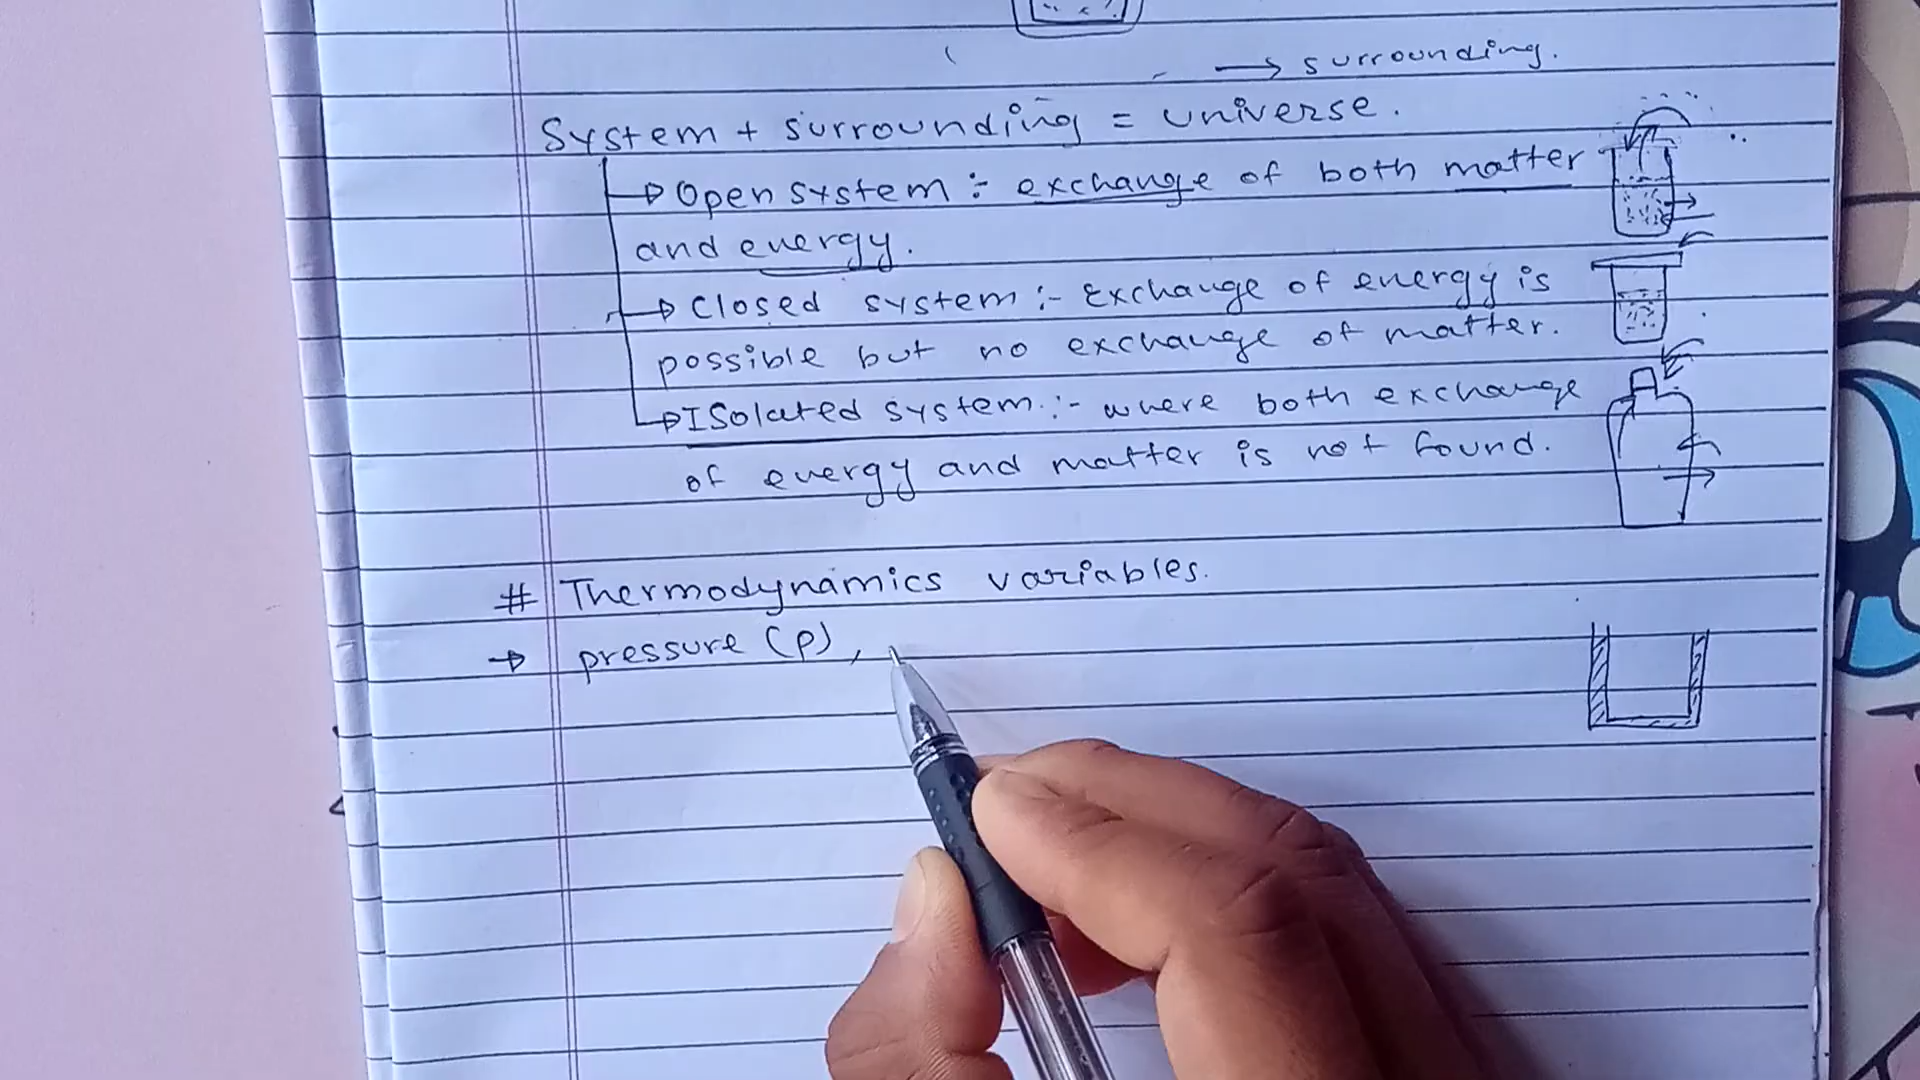 → surrounding.
System + surrounding = universe.
→ Open system :- exchange of both matter
and energy.
→ Closed system :- Exchange of energy is
possible but no exchange of matter.
→ Isolated system :- where both exchange
of energy and matter is not found.
# Thermodynamics variables.
→ pressure (p) ,